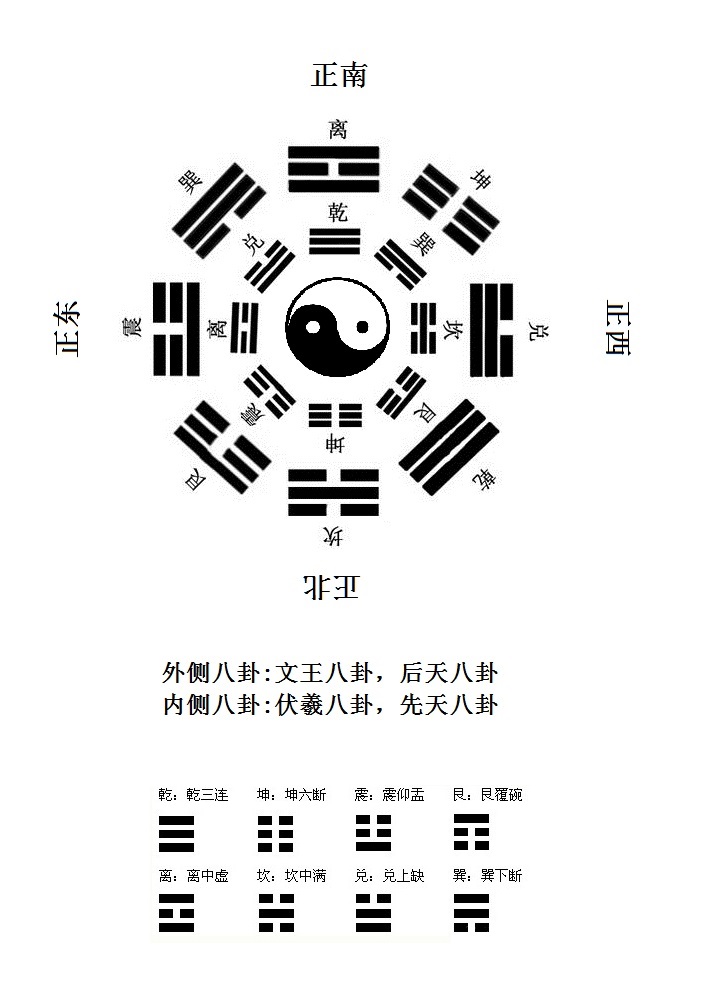 正南
离
巽
坤
乾
兑
巽
正东
震
离
坎
兑
正西
震
艮
坤
艮
乾
坎
正北
外侧八卦:文王八卦，后天八卦
内侧八卦:伏羲八卦，先天八卦
乾：乾三连 坤：坤六断 震：震仰盂 艮：艮覆碗
离：离中虚 坎：坎中满 兑：兑上缺 巽：巽下断